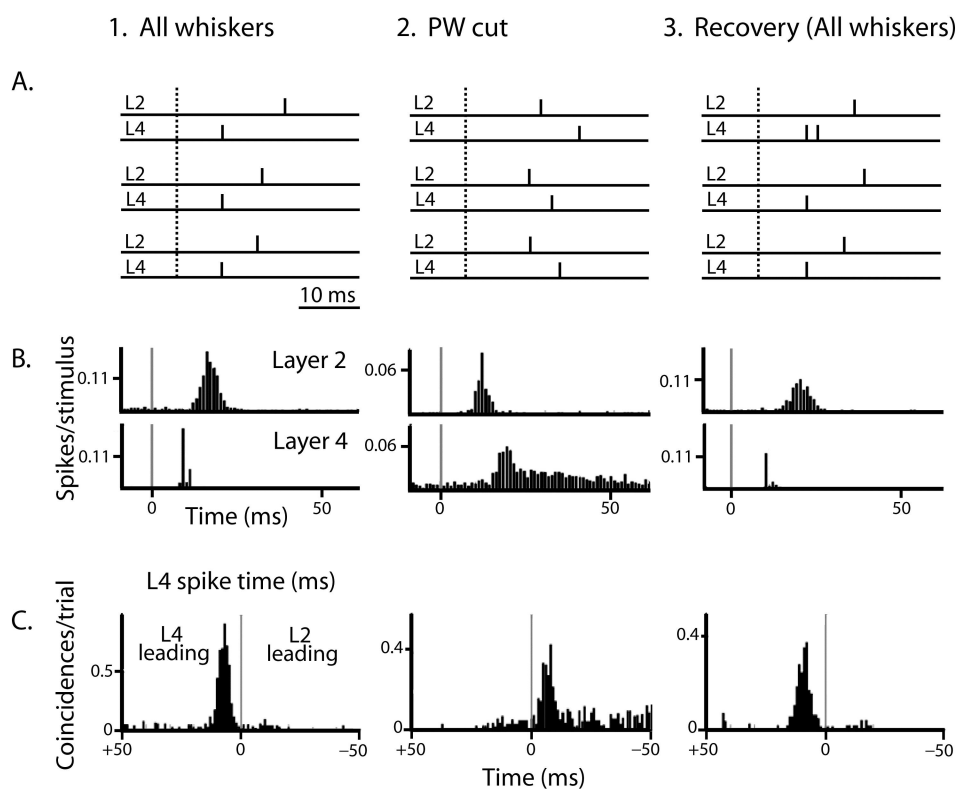 1. All whiskers
2. PW cut
3. Recovery (All whiskers)
A.
L2
L4
L2
L4
L2
L4
10 ms
L2
L4
L2
L4
L2
L4
L2
L4
L2
L4
L2
L4
B.
Spikes/stimulus
0.11
Layer 2
0.11
Layer 4
0
50
Time (ms)
0.06
0.06
0
50
0.11
0.11
0
50
C.
Coincidences/trial
L4 spike time (ms)
L4
leading
L2
leading
0.5
0
+50
0
−50
0.4
0
+50
0
−50
Time (ms)
0.4
0
+50
0
−50